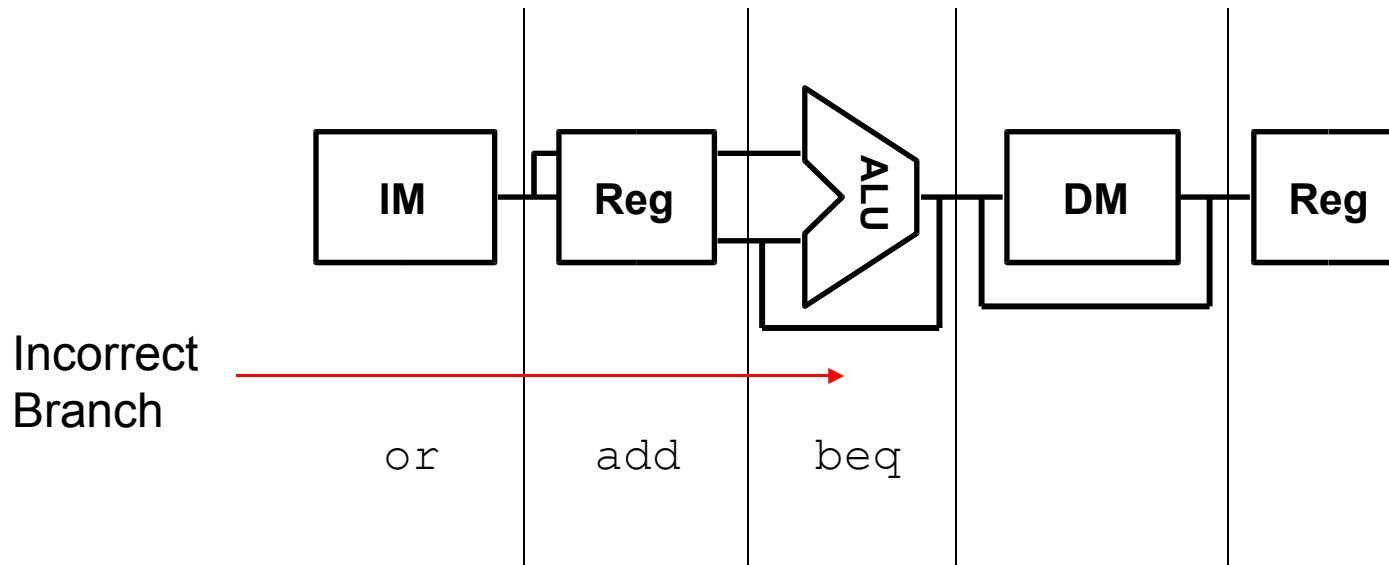 IM
Reg
ALU
DM
Reg
Incorrect
Branch
or add beq